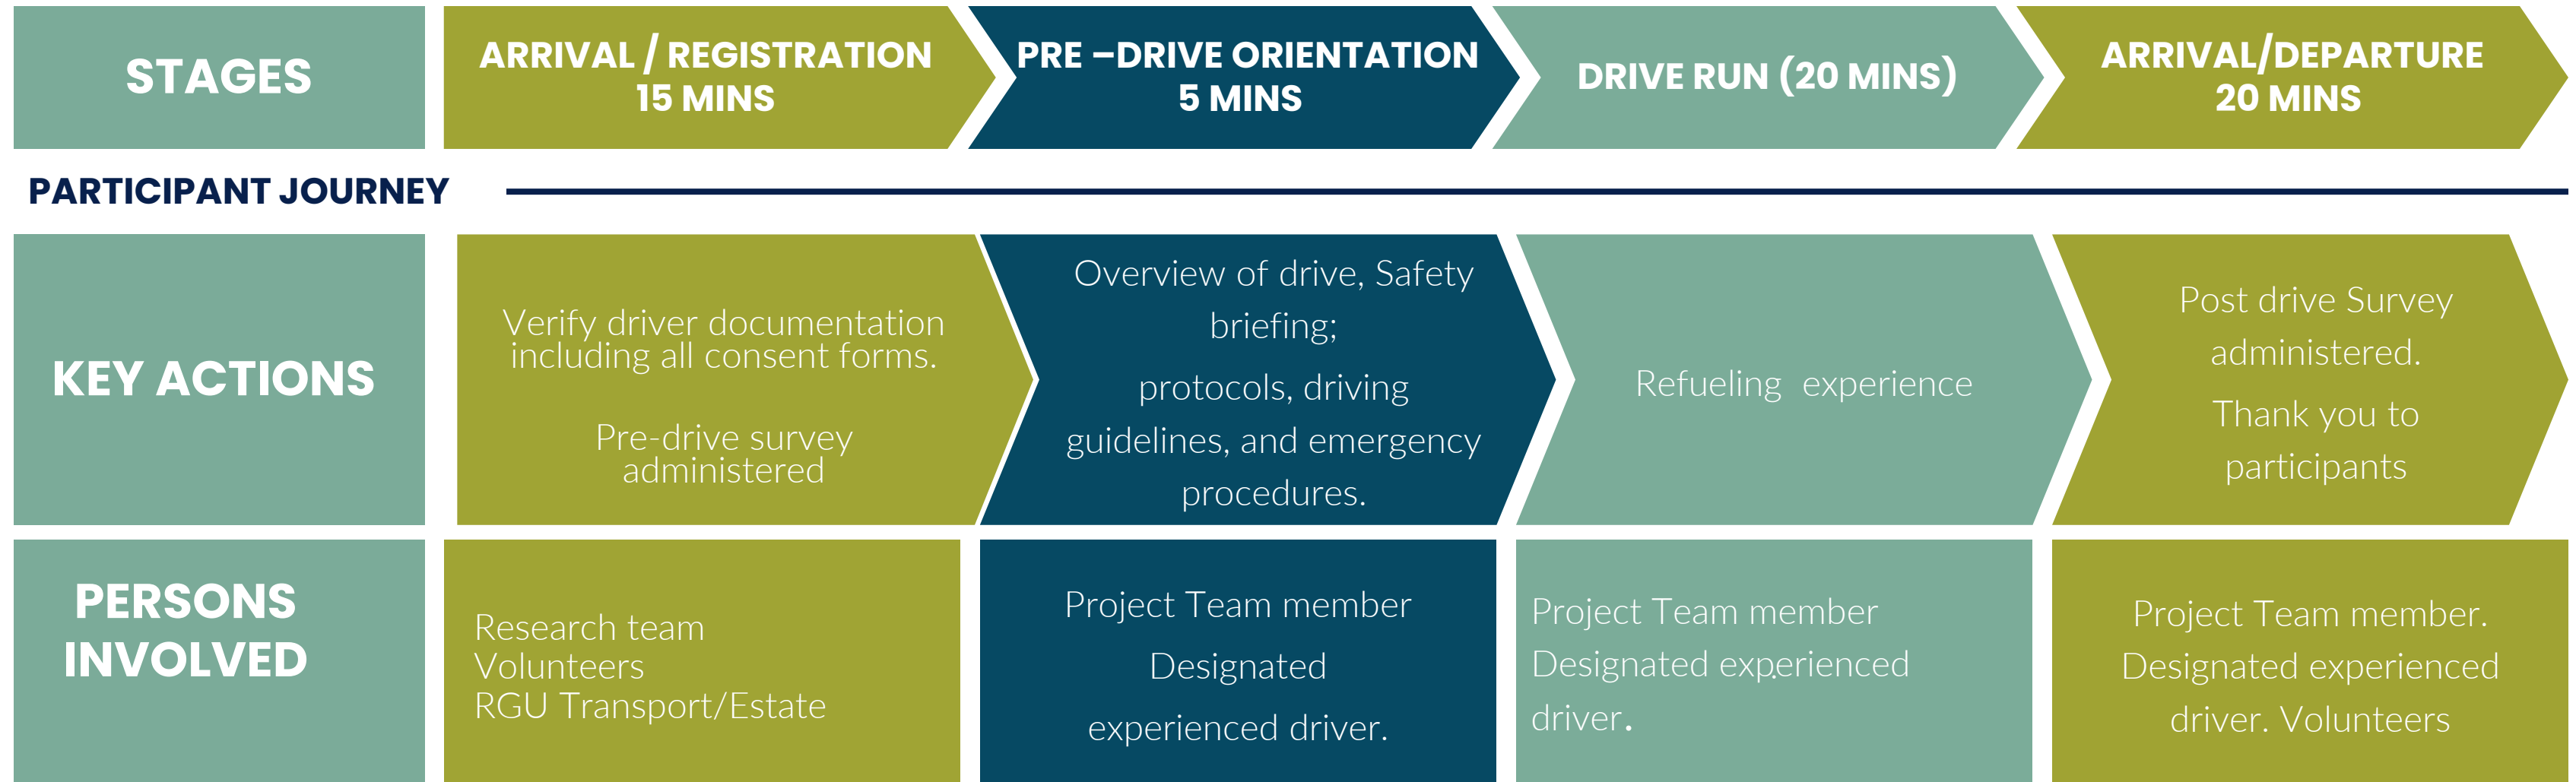 STAGES
ARRIVAL / REGISTRATION
15 MINS
PRE –DRIVE ORIENTATION
5 MINS
DRIVE RUN (20 MINS)
ARRIVAL/DEPARTURE
20 MINS
PARTICIPANT JOURNEY
KEY ACTIONS
Verify driver documentation
including all consent forms.
Pre-drive survey
administered
Overview of drive, Safety
briefing;
protocols, driving
guidelines, and emergency
procedures.
Refueling experience
Post drive Survey
administered.
Thank you to
participants
PERSONS
INVOLVED
Research team
Volunteers
RGU Transport/Estate
Project Team member
Designated
experienced driver.
Project Team member
Designated experienced
driver.
Project Team member.
Designated experienced
driver. Volunteers